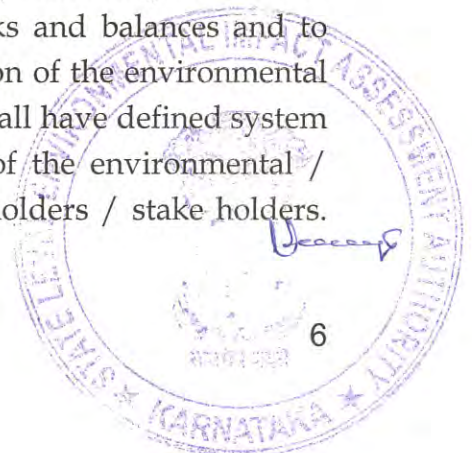 ks and balances and to
on of the environmental
all have defined system
of the environmental /
holders / stake holders.
6
STATE LEVEL ENVIRONMENTAL IMPACT ASSESSMENT AUTHORITY
★ KARNATAKA ★